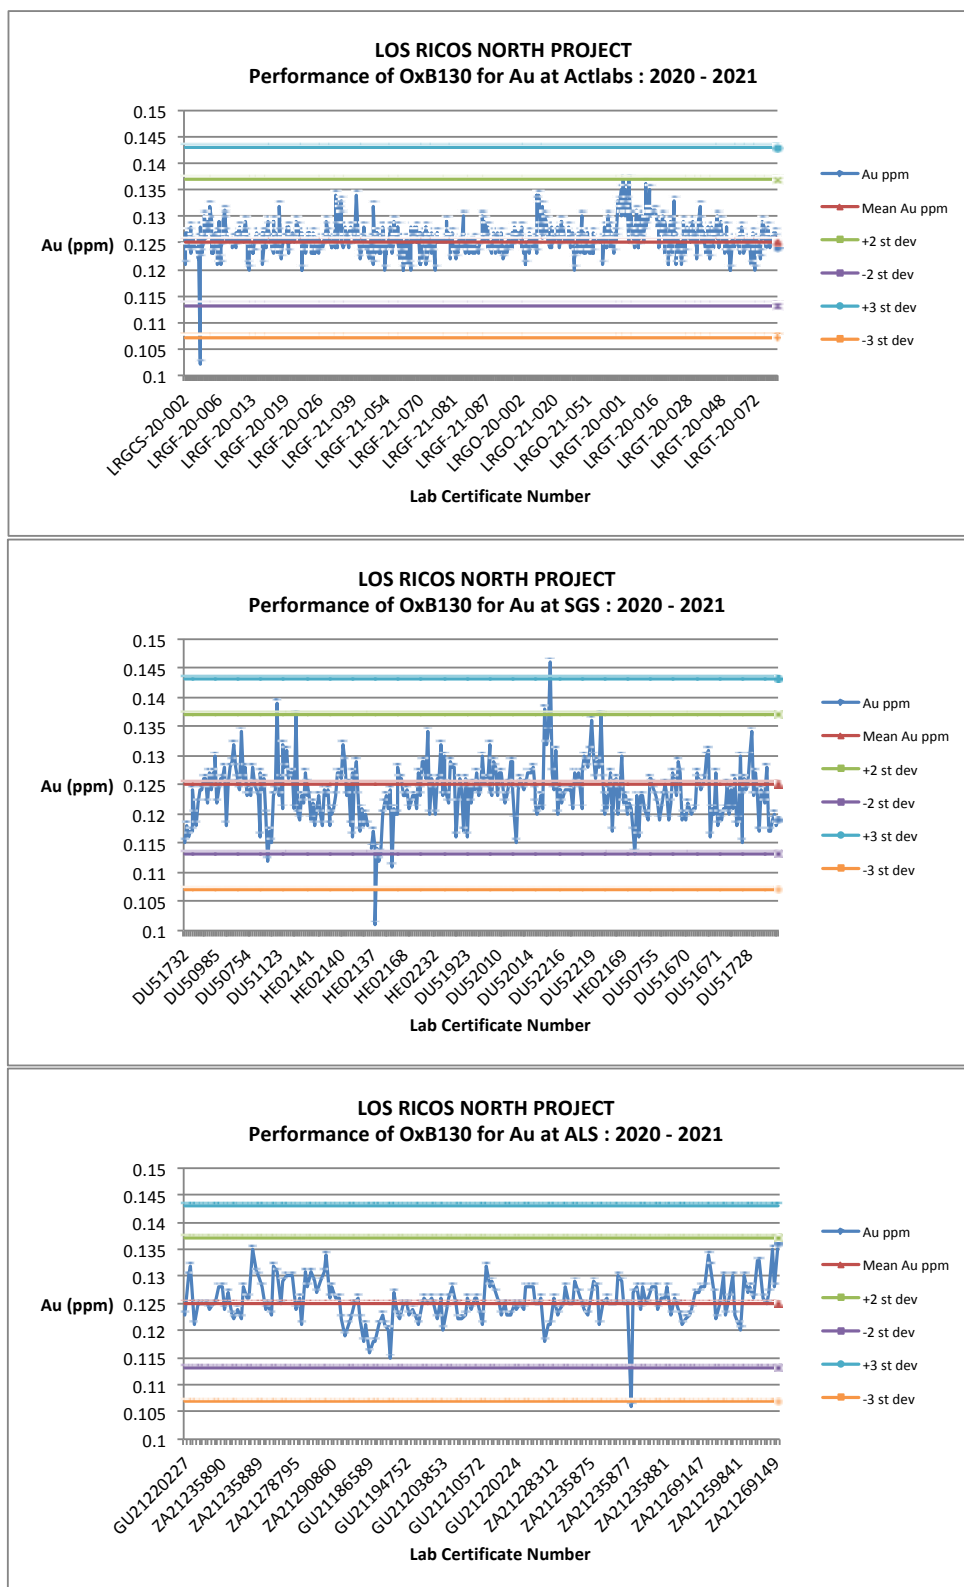 LOS RICOS NORTH PROJECT
Performance of OxB130 for Au at Actlabs : 2020 - 2021
0.15
0.145
0.14
0.135
0.13
0.125
0.12
0.115
0.11
0.105
0.1
Au (ppm)
Au ppm
Mean Au ppm
+2 st dev
-2 st dev
+3 st dev
-3 st dev
LRGCS-20-002
LRGF-20-006
LRGF-20-013
LRGF-20-019
LRGF-20-026
LRGF-21-039
LRGF-21-054
LRGF-21-070
LRGF-21-081
LRGF-21-087
LRGO-20-002
LRGO-21-020
LRGO-21-051
LRGT-20-001
LRGT-20-016
LRGT-20-028
LRGT-20-048
LRGT-20-072
Lab Certificate Number
LOS RICOS NORTH PROJECT
Performance of OxB130 for Au at SGS : 2020 - 2021
0.15
0.145
0.14
0.135
0.13
0.125
0.12
0.115
0.11
0.105
0.1
Au (ppm)
Au ppm
Mean Au ppm
+2 st dev
-2 st dev
+3 st dev
-3 st dev
DU51732
DU50985
DU50754
DU51123
HE02141
HE02140
HE02137
HE02168
HE02232
DU51923
DU52010
DU52014
DU52216
DU52219
HE02169
DU50755
DU51670
DU51671
DU51728
Lab Certificate Number
LOS RICOS NORTH PROJECT
Performance of OxB130 for Au at ALS : 2020 - 2021
0.15
0.145
0.14
0.135
0.13
0.125
0.12
0.115
0.11
0.105
0.1
Au (ppm)
Au ppm
Mean Au ppm
+2 st dev
-2 st dev
+3 st dev
-3 st dev
GU21220227
ZA21235890
ZA21235889
ZA21278795
ZA21290860
GU21186589
GU21194752
GU21203853
GU21210572
GU21220224
ZA21228312
ZA21235875
ZA21235877
ZA21235881
ZA21269147
ZA21259841
ZA21269149
Lab Certificate Number